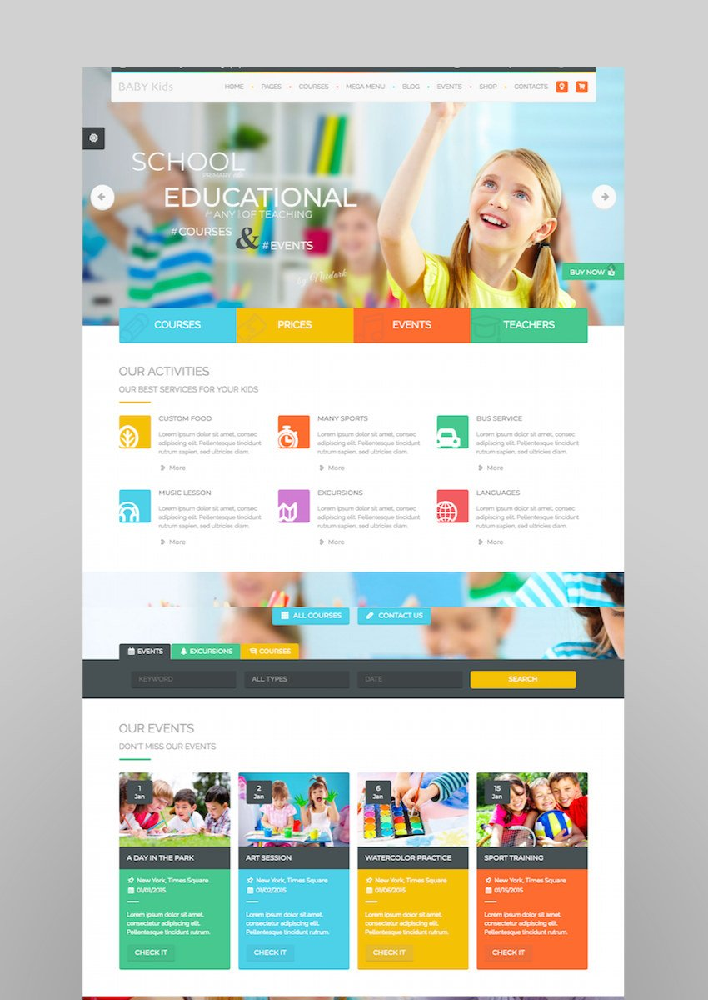 BABY Kids
HOME PAGES COURSES MEGA MENU BLOG EVENTS SHOP CONTACTS
SCHOOL
PRIMARY
EDUCATIONAL
for ANY OF TEACHING
#COURSES
&
#EVENTS
by Nicdark
BUY NOW
COURSES PRICES EVENTS TEACHERS
OUR ACTIVITIES
OUR BEST SERVICES FOR YOUR KIDS
CUSTOM FOOD
Lorem ipsum dolor sit amet, consec
adipiscing elit. Pellentesque tincidunt
rutrum sapien, sed ultricies diam.
More
MANY SPORTS
Lorem ipsum dolor sit amet, consec
adipiscing elit. Pellentesque tincidunt
rutrum sapien, sed ultricies diam.
More
BUS SERVICE
Lorem ipsum dolor sit amet, consec
adipiscing elit. Pellentesque tincidunt
rutrum sapien, sed ultricies diam.
More
MUSIC LESSON
Lorem ipsum dolor sit amet, consec
adipiscing elit. Pellentesque tincidunt
rutrum sapien, sed ultricies diam.
More
EXCURSIONS
Lorem ipsum dolor sit amet, consec
adipiscing elit. Pellentesque tincidunt
rutrum sapien, sed ultricies diam.
More
LANGUAGES
Lorem ipsum dolor sit amet, consec
adipiscing elit. Pellentesque tincidunt
rutrum sapien, sed ultricies diam.
More
ALL COURSES CONTACT US
EVENTS EXCURSIONS COURSES
KEYWORD ALL TYPES DATE SEARCH
OUR EVENTS
DON'T MISS OUR EVENTS
1
Jan
A DAY IN THE PARK
New York, Times Square
01/01/2015
Lorem ipsum dolor sit amet,
consectetur adipiscing elit.
Pellentesque tincidunt rutrum.
CHECK IT
2
Jan
ART SESSION
New York, Times Square
01/02/2015
Lorem ipsum dolor sit amet,
consectetur adipiscing elit.
Pellentesque tincidunt rutrum.
CHECK IT
6
Jan
WATERCOLOR PRACTICE
New York, Times Square
01/06/2015
Lorem ipsum dolor sit amet,
consectetur adipiscing elit.
Pellentesque tincidunt rutrum.
CHECK IT
15
Jan
SPORT TRAINING
New York, Times Square
01/15/2015
Lorem ipsum dolor sit amet,
consectetur adipiscing elit.
Pellentesque tincidunt rutrum.
CHECK IT